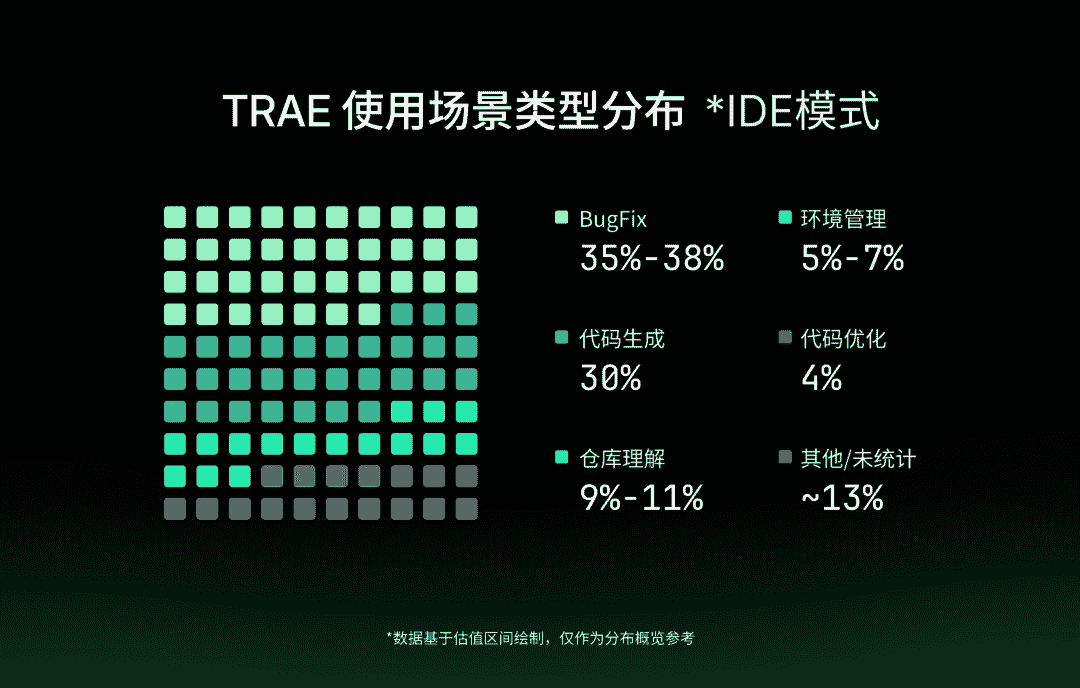 TRAE 使用场景类型分布 *IDE模式
BugFix
35%-38%
环境管理
5%-7%
代码生成
30%
代码优化
4%
仓库理解
9%-11%
其他/未统计
~13%
*数据基于估值区间绘制，仅作为分布概览参考